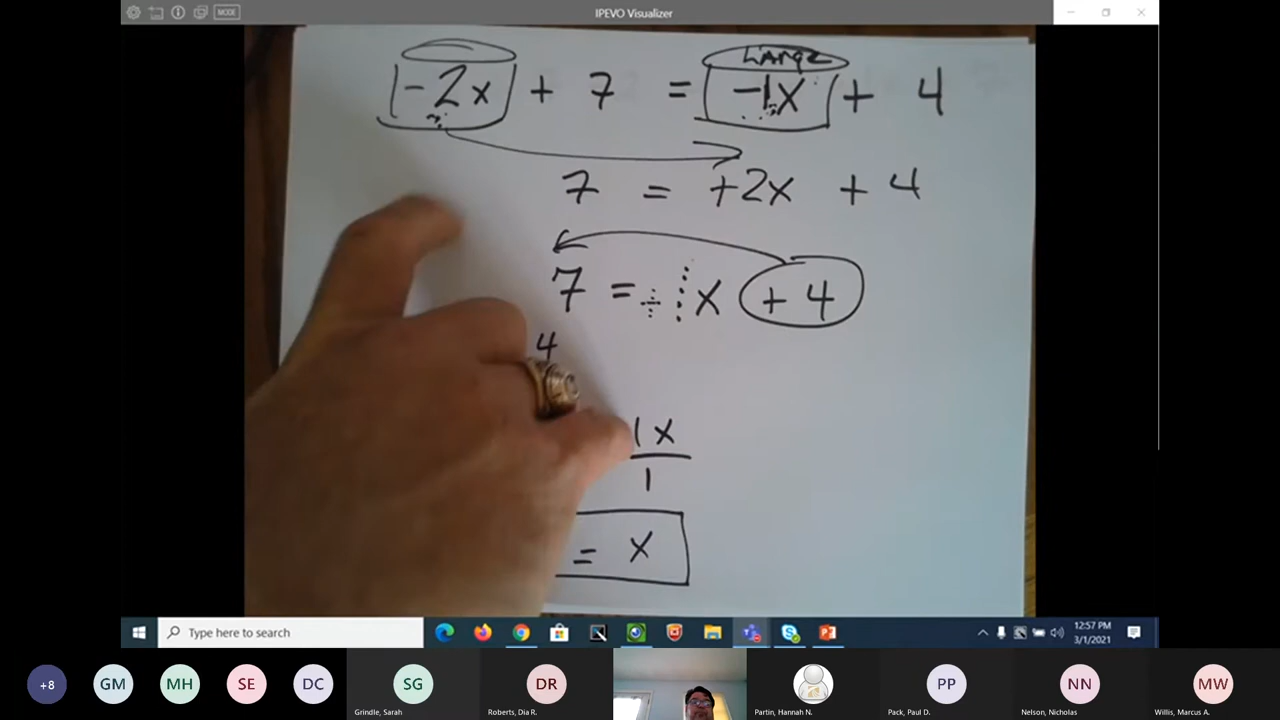 MODE
IPEVO Visualizer
LARGE
-2x + 7 = -1x + 4
7 = +2x + 4
7 = x + 4
4
1x
1
= x
Type here to search
12:57 PM
3/1/2021
+8 GM MH SE DC SG DR PP NN MW
Grindle, Sarah Roberts, Dia R. Partin, Hannah N. Pack, Paul D. Nelson, Nicholas Willis, Marcus A.